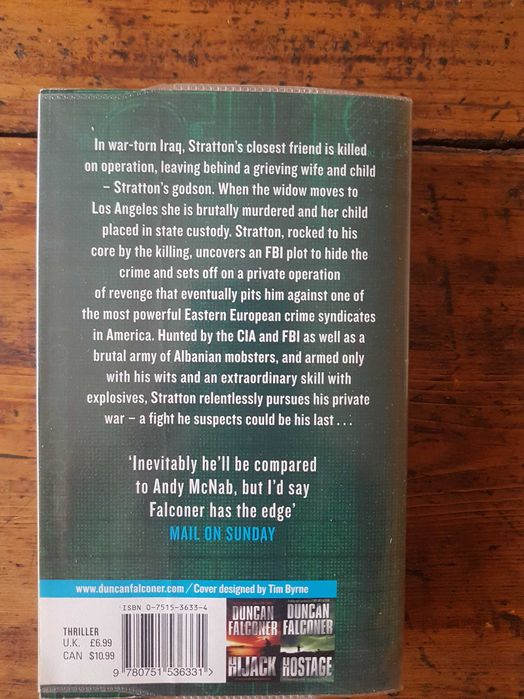 In war-torn Iraq, Stratton's closest friend is killed
on operation, leaving behind a grieving wife and child
– Stratton's godson. When the widow moves to
Los Angeles she is brutally murdered and her child
placed in state custody. Stratton, rocked to his
core by the killing, uncovers an FBI plot to hide the
crime and sets off on a private operation
of revenge that eventually pits him against one of
the most powerful Eastern European crime syndicates
in America. Hunted by the CIA and FBI as well as a
brutal army of Albanian mobsters, and armed only
with his wits and an extraordinary skill with
explosives, Stratton relentlessly pursues his private
war – a fight he suspects could be his last . . .
'Inevitably he'll be compared
to Andy McNab, but I'd say
Falconer has the edge'
MAIL ON SUNDAY
www.duncanfalconer.com / Cover designed by Tim Byrne
THRILLER
U.K. £6.99
CAN $10.99
ISBN 0-7515-3633-4
9 780751 536331 >
DUNCAN
FALCONER
HIJACK
DUNCAN
FALCONER
HOSTAGE